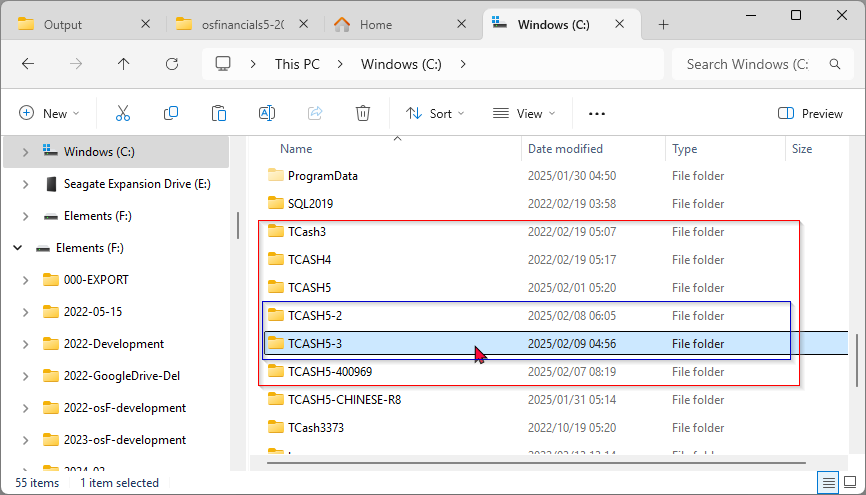 Output
osfinancials5-20
Home
Windows (C:)
This PC
Windows (C:)
Search Windows (C:
New
Sort
View
Preview
Name Date modified Type Size
Windows (C:)
Seagate Expansion Drive (E:)
Elements (F:)
Elements (F:)
000-EXPORT
2022-05-15
2022-Development
2022-GoogleDrive-Del
2022-osF-development
2023-osF-development
ProgramData 2025/01/30 04:50 File folder
SQL2019 2022/02/19 03:58 File folder
TCash3 2022/02/19 05:07 File folder
TCASH4 2022/02/19 05:17 File folder
TCASH5 2025/02/01 05:20 File folder
TCASH5-2 2025/02/08 06:05 File folder
TCASH5-3 2025/02/09 04:56 File folder
TCASH5-400969 2025/02/07 08:19 File folder
TCASH5-CHINESE-R8 2025/01/31 05:14 File folder
TCash3373 2022/10/19 05:20 File folder
55 items
1 item selected